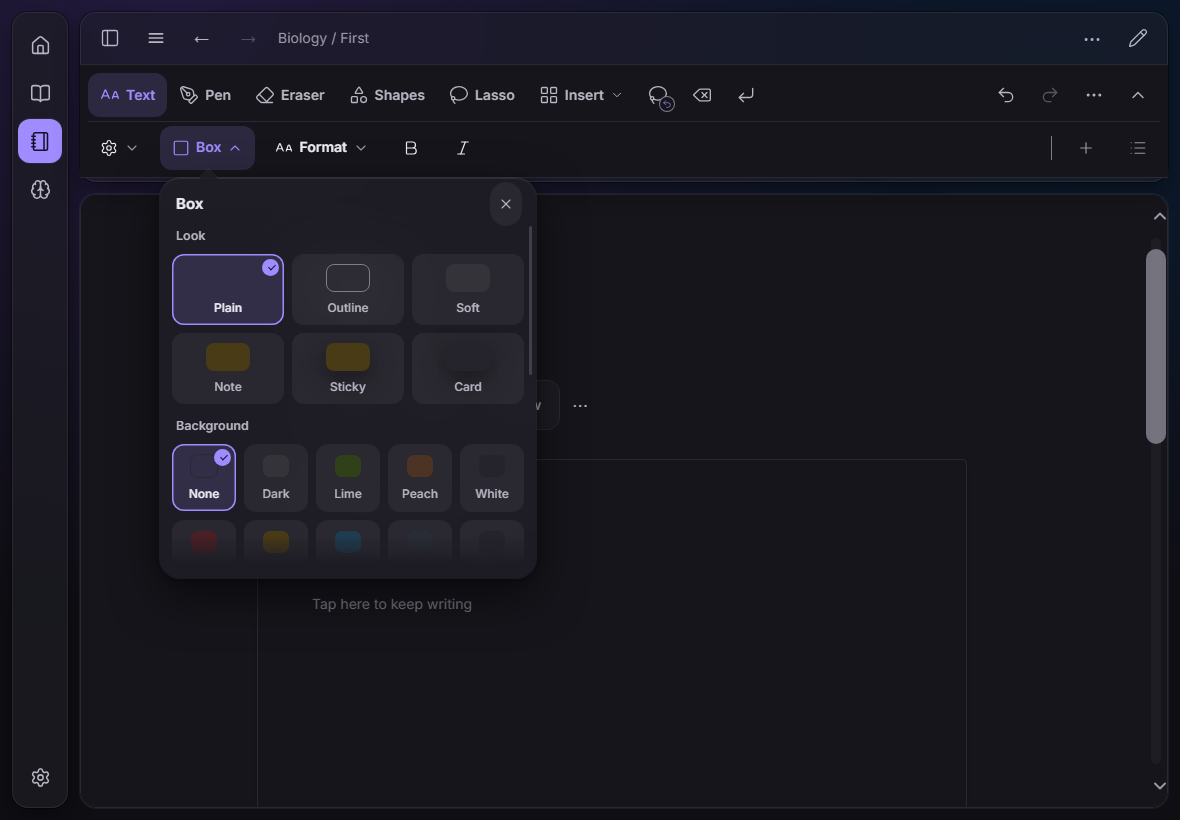 Biology / First
Text Pen Eraser Shapes Lasso Insert
Box Format B I
Box
Look
Plain Outline Soft
Note Sticky Card
Background
None Dark Lime Peach White
Tap here to keep writing